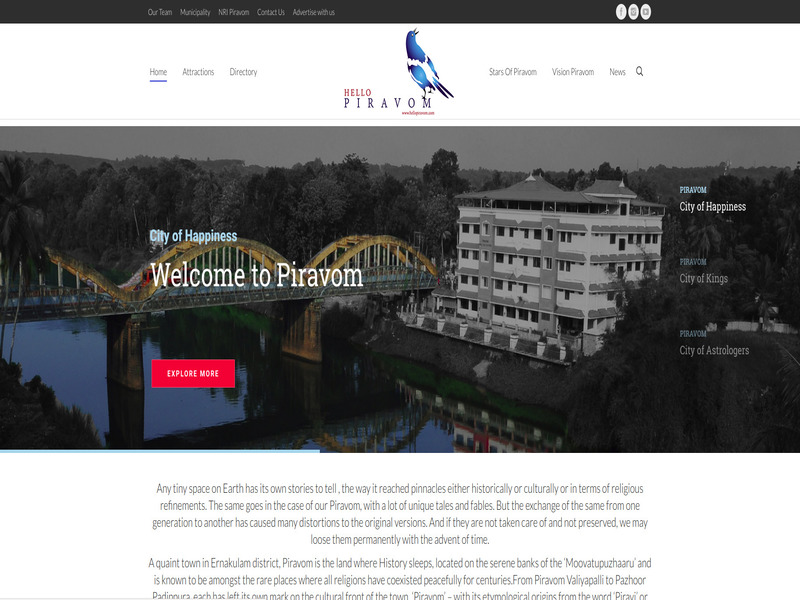 Our Team Municipality NRI Piravom Contact Us Advertise with us
Home Attractions Directory
HELLO
PIRAVOM
www.hellopiravom.com
Stars Of Piravom Vision Piravom News
City of Happiness
Welcome to Piravom
EXPLORE MORE
PIRAVOM
City of Happiness
PIRAVOM
City of Kings
PIRAVOM
City of Astrologers
Any tiny space on Earth has its own stories to tell , the way it reached pinnacles either historically or culturally or in terms of religious
refinements. The same goes in the case of our Piravom, with a lot of unique tales and fables. But the exchange of the same from one
generation to another has caused many distortions to the original versions. And if they are not taken care of and not preserved, we may
loose them permanently with the advent of time.
A quaint town in Ernakulam district, Piravom is the land where History sleeps, located on the serene banks of the ‘Moovatupuzhaaru’ and
is known to be amongst the rare places where all religions have coexisted peacefully for centuries.From Piravom Valiyapalli to Pazhoor
Padippura, each has left its own mark on the cultural front of the town. ‘Piravom’ – with its etymological origins from the word ‘Piravi’ or